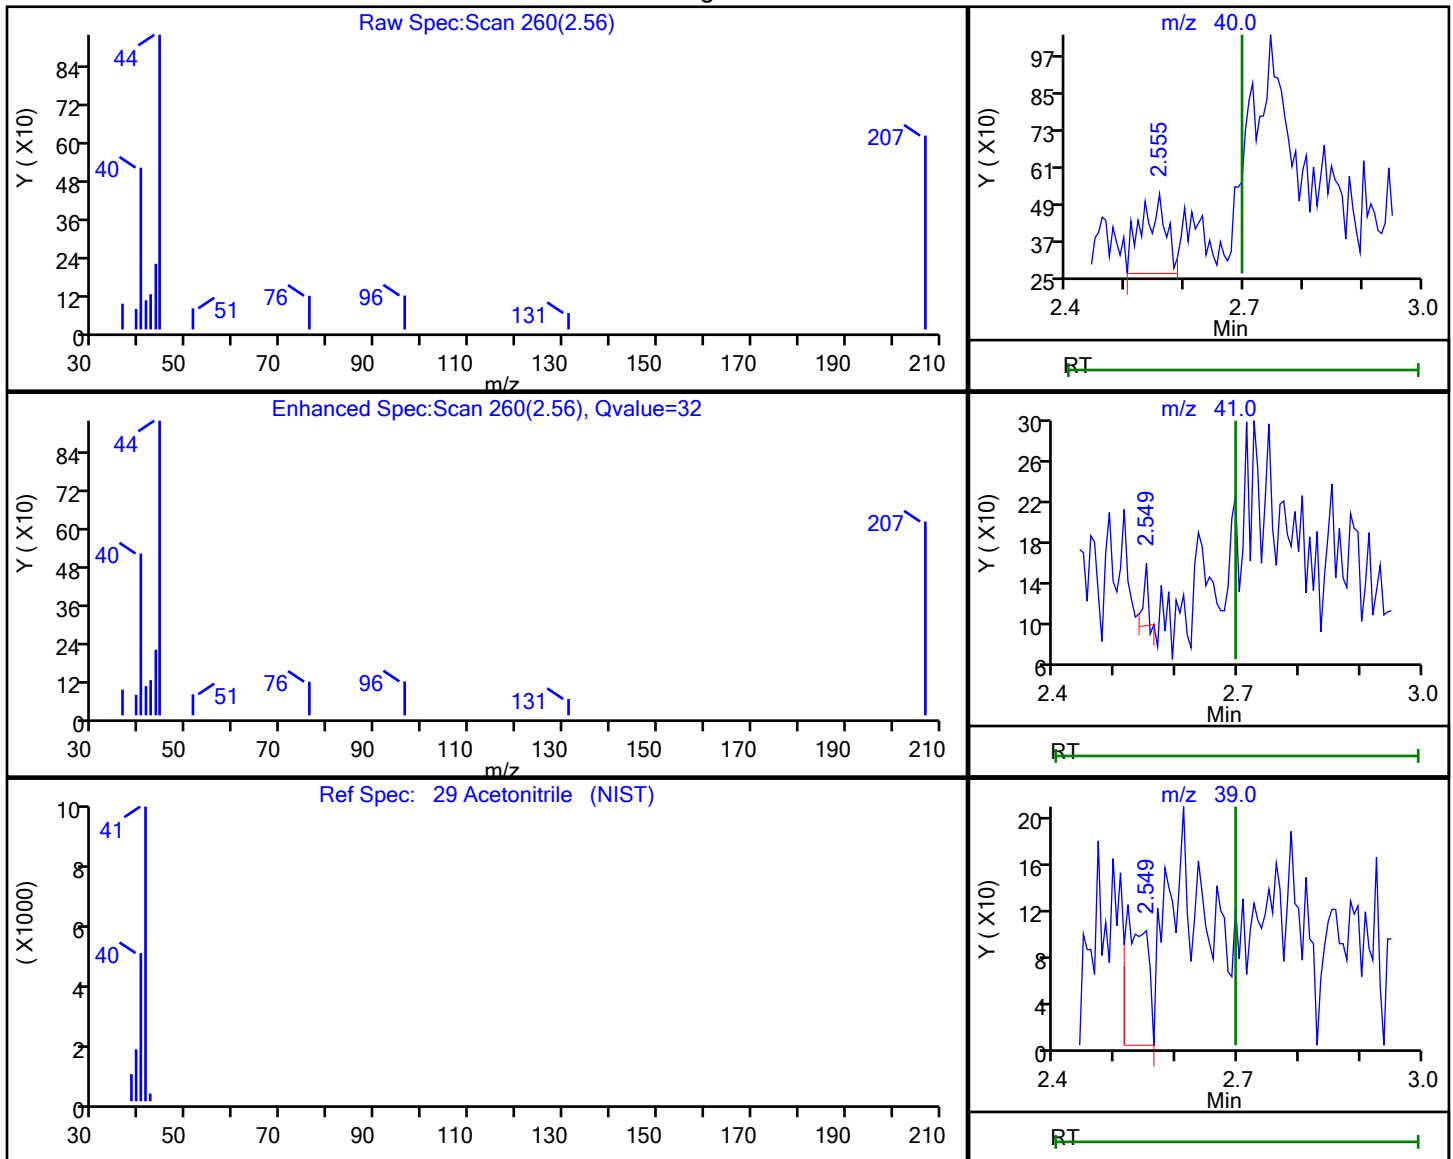 Raw Spec:Scan 260(2.56)
Y ( X10)
84
72
60
48
36
24
12
0
44
40
51
76
96
131
207
30 50 70 90 110 130 150 170 190 210
m/z
m/z 40.0
Y ( X10)
97
85
73
61
49
37
25
2.555
2.4 2.7 3.0
Min
RT
Enhanced Spec:Scan 260(2.56), Qvalue=32
Y ( X10)
84
72
60
48
36
24
12
0
44
40
51
76
96
131
207
30 50 70 90 110 130 150 170 190 210
m/z
m/z 41.0
Y ( X10)
30
26
22
18
14
10
6
2.549
2.4 2.7 3.0
Min
RT
Ref Spec: 29 Acetonitrile (NIST)
( X1000)
10
8
6
4
2
0
41
40
30 50 70 90 110 130 150 170 190 210
m/z 39.0
Y ( X10)
20
16
12
8
4
0
2.549
2.4 2.7 3.0
Min
RT